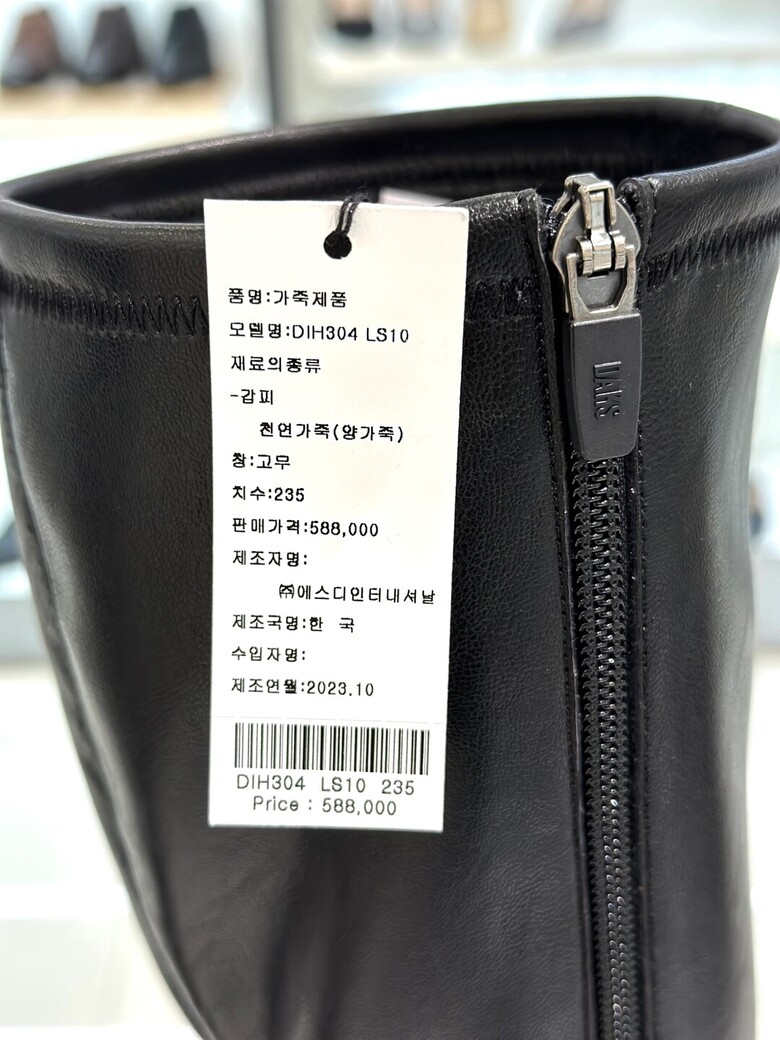 품명:가죽제품
모델명:DIH304 LS10
재료의종류
-갑피
천연가죽(양가죽)
창:고무
치수:235
판매가격:588,000
제조자명:
㈜에스디인터내셔날
제조국명:한 국
수입자명:
제조연월:2023.10
DIH304 LS10 235
Price : 588,000
DAKS